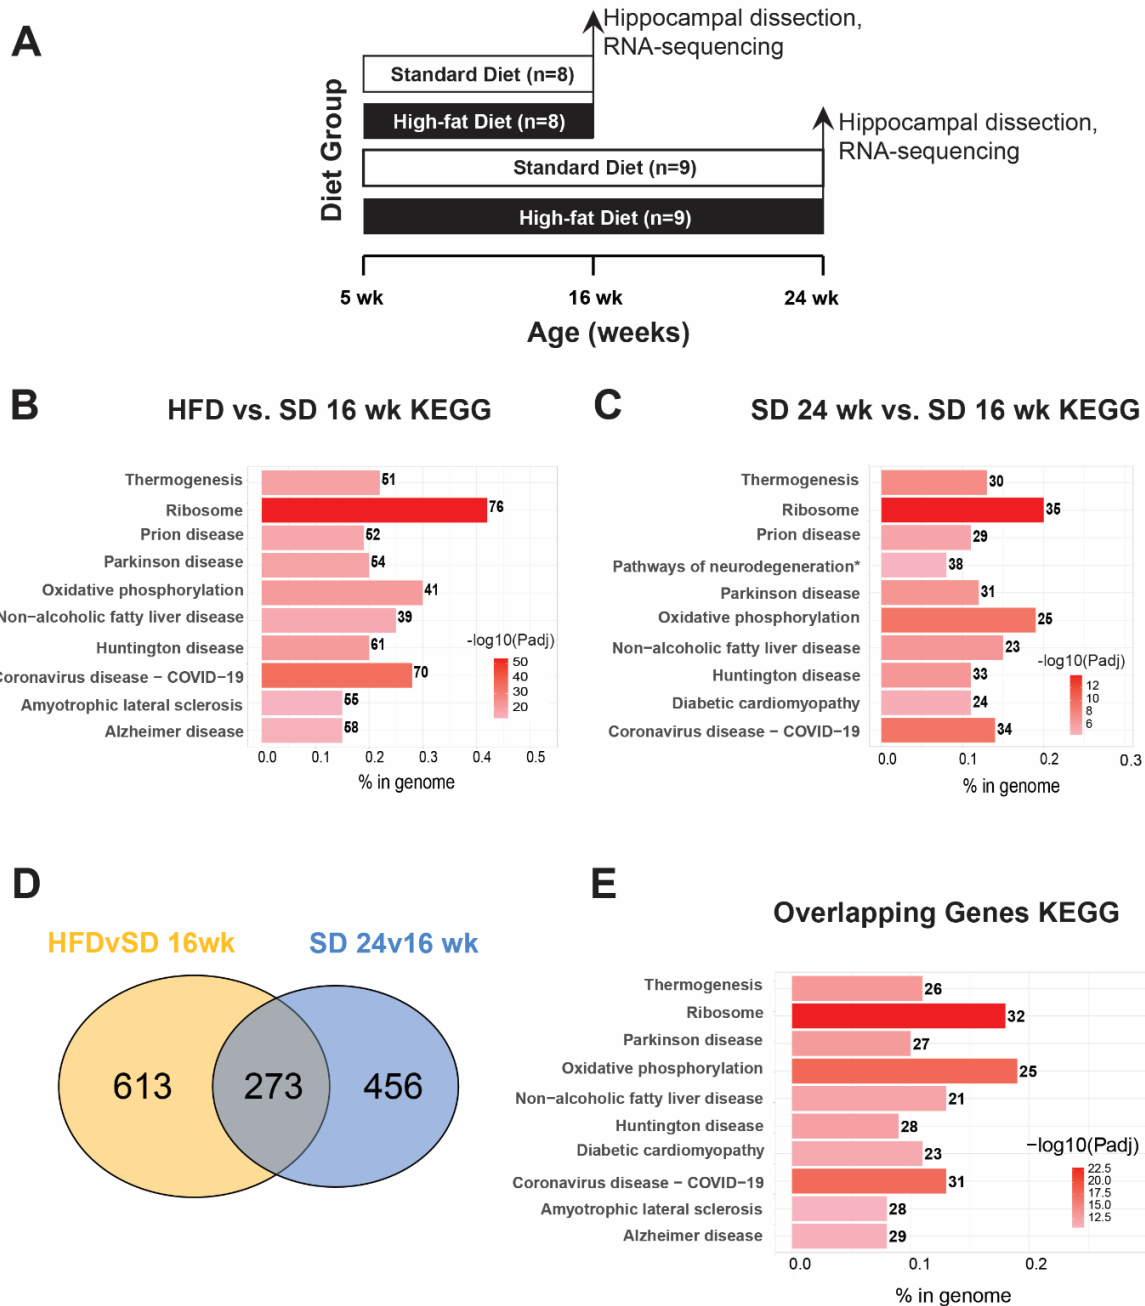 A
Hippocampal dissection,
RNA-sequencing
Diet Group
Standard Diet (n=8)
High-fat Diet (n=8)
Hippocampal dissection,
RNA-sequencing
Standard Diet (n=9)
High-fat Diet (n=9)
5 wk
16 wk
24 wk
Age (weeks)
B
HFD vs. SD 16 wk KEGG
Thermogenesis
51
Ribosome
76
Prion disease
52
Parkinson disease
54
Oxidative phosphorylation
41
Non−alcoholic fatty liver disease
39
Huntington disease
61
Coronavirus disease − COVID−19
70
Amyotrophic lateral sclerosis
55
Alzheimer disease
58
-log10(Padj)
50
40
30
20
0.0 0.1 0.2 0.3 0.4 0.5
% in genome
C
SD 24 wk vs. SD 16 wk KEGG
Thermogenesis
30
Ribosome
35
Prion disease
29
Pathways of neurodegeneration*
38
Parkinson disease
31
Oxidative phosphorylation
25
Non−alcoholic fatty liver disease
23
Huntington disease
33
Diabetic cardiomyopathy
24
Coronavirus disease − COVID−19
34
-log10(Padj)
12
10
8
6
0.0 0.1 0.2 0.3
% in genome
D
HFDvSD 16wk
SD 24v16 wk
613
273
456
E
Overlapping Genes KEGG
Thermogenesis
26
Ribosome
32
Parkinson disease
27
Oxidative phosphorylation
25
Non−alcoholic fatty liver disease
21
Huntington disease
28
Diabetic cardiomyopathy
23
Coronavirus disease − COVID−19
31
Amyotrophic lateral sclerosis
28
Alzheimer disease
29
−log10(Padj)
22.5
20.0
17.5
15.0
12.5
0.0 0.1 0.2
% in genome